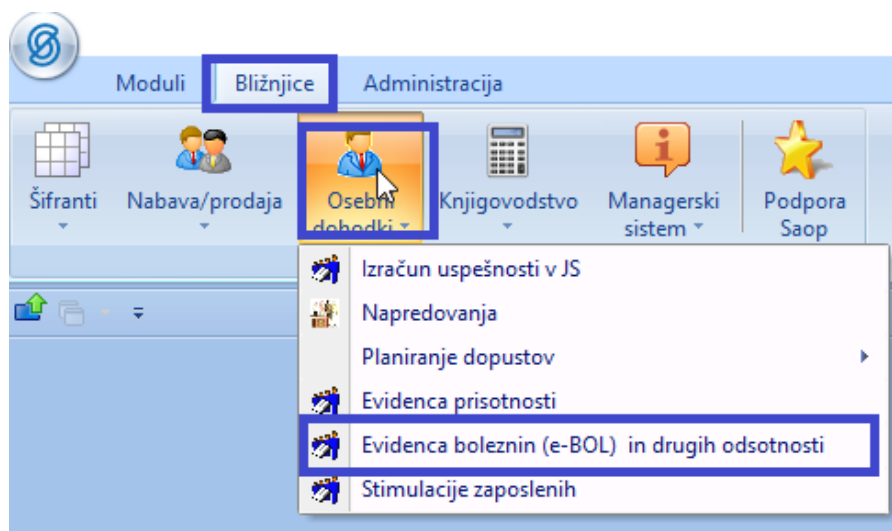 Moduli Bližnjice Administracija
Šifranti Nabava/prodaja Osebni dohodki Knjigovodstvo Managerski sistem Podpora Saop
Izračun uspešnosti v JS
Napredovanja
Planiranje dopustov
Evidenca prisotnosti
Evidenca boleznin (e-BOL) in drugih odsotnosti
Stimulacije zaposlenih